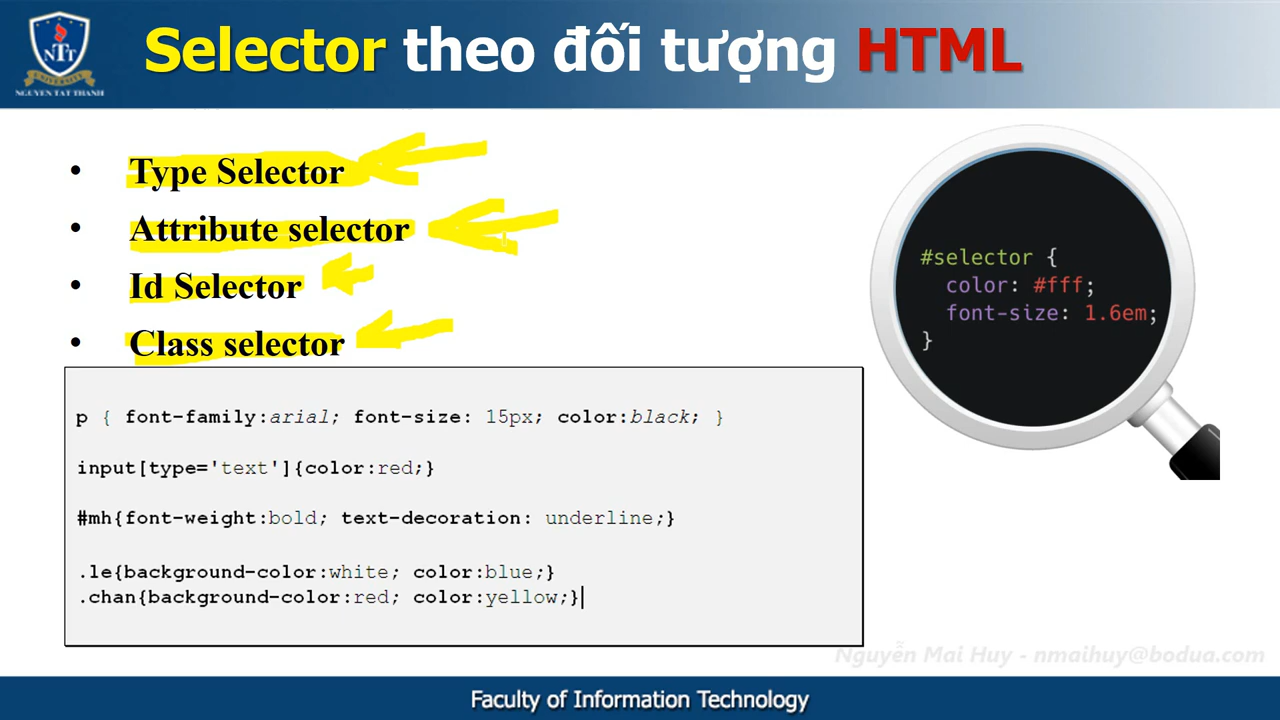 NTT
UNIVERSITY
NGUYEN TAT THANH
Selector theo đối tượng HTML
• Type Selector
• Attribute selector
• Id Selector
• Class selector
#selector {
color: #fff;
font-size: 1.6em;
}
p { font-family:arial; font-size: 15px; color:black; }
input[type='text']{color:red;}
#mh{font-weight:bold; text-decoration: underline;}
.le{background-color:white; color:blue;}
.chan{background-color:red; color:yellow;}
Nguyễn Mai Huy - nmaihuy@bodua.com
Faculty of Information Technology